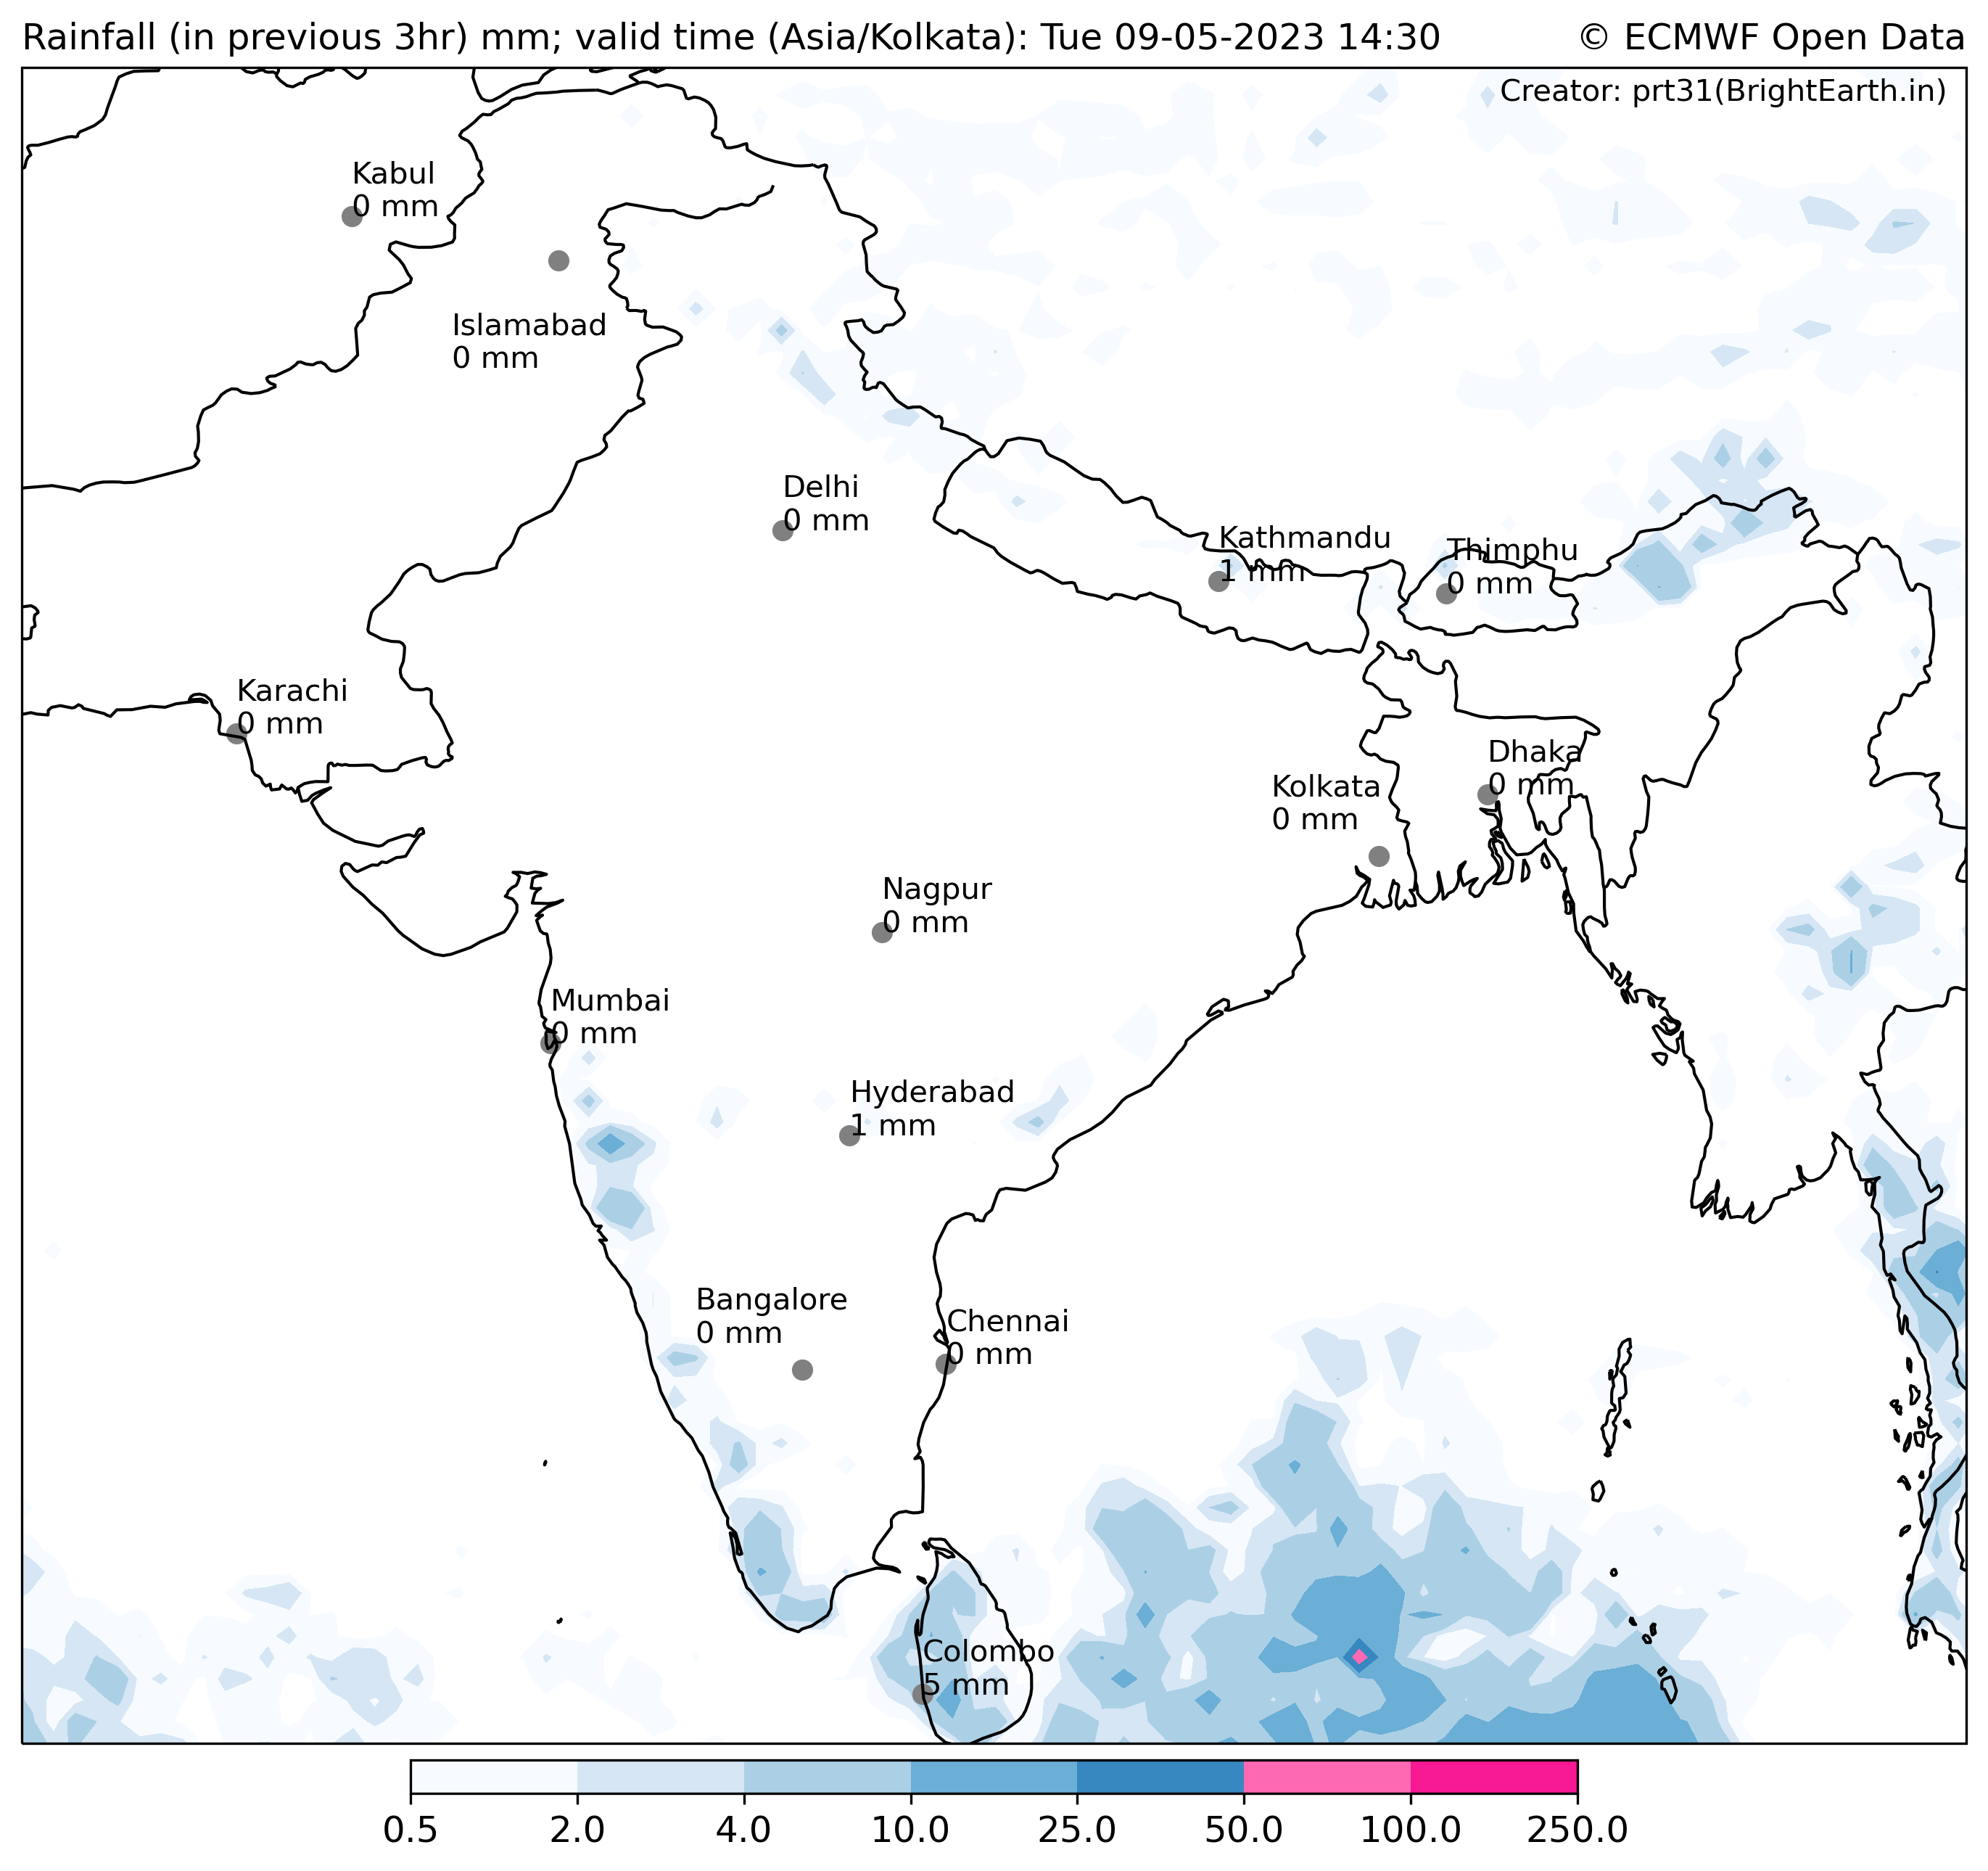 Rainfall (in previous 3hr) mm; valid time (Asia/Kolkata): Tue 09-05-2023 14:30
© ECMWF Open Data
Creator: prt31(BrightEarth.in)
Kabul
0 mm
Islamabad
0 mm
Delhi
0 mm
Kathmandu
1 mm
Thimphu
0 mm
Karachi
0 mm
Dhaka
0 mm
Kolkata
0 mm
Nagpur
0 mm
Mumbai
0 mm
Hyderabad
1 mm
Bangalore
0 mm
Chennai
0 mm
Colombo
5 mm
0.5 2.0 4.0 10.0 25.0 50.0 100.0 250.0